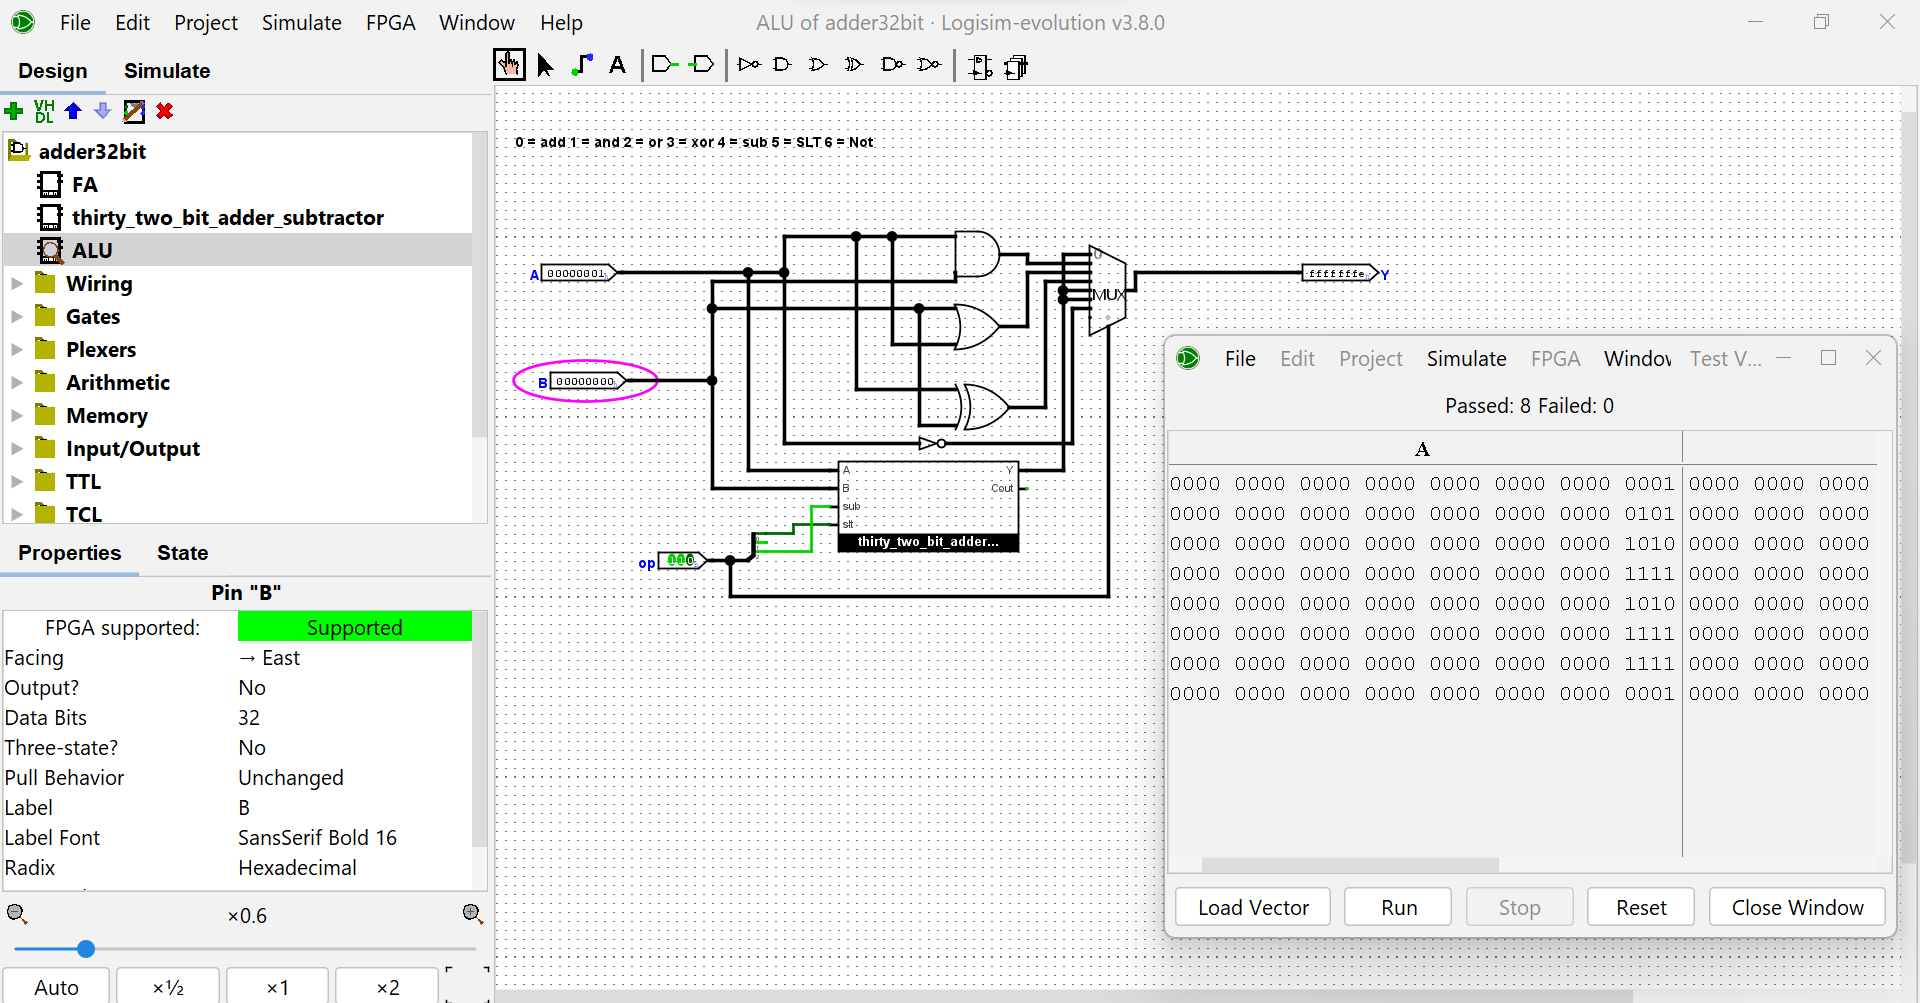 File Edit Project Simulate FPGA Window Help
ALU of adder32bit · Logisim-evolution v3.8.0
Design Simulate
VH
DL
A
adder32bit
FA
thirty_two_bit_adder_subtractor
ALU
Wiring
Gates
Plexers
Arithmetic
Memory
Input/Output
TTL
TCL
Properties State
Pin "B"
FPGA supported: Supported
Facing → East
Output? No
Data Bits 32
Three-state? No
Pull Behavior Unchanged
Label B
Label Font SansSerif Bold 16
Radix Hexadecimal
×0.6
Auto ×½ ×1 ×2
0 = add 1 = and 2 = or 3 = xor 4 = sub 5 = SLT 6 = Not
A 00000001h
0
MUX
fffffffeh Y
B 00000000h
A Y
B Cout
sub
slt
thirty_two_bit_adder...
op 110
File Edit Project Simulate FPGA Window Test V...
Passed: 8 Failed: 0
A
0000 0000 0000 0000 0000 0000 0000 0001 0000 0000 0000
0000 0000 0000 0000 0000 0000 0000 0101 0000 0000 0000
0000 0000 0000 0000 0000 0000 0000 1010 0000 0000 0000
0000 0000 0000 0000 0000 0000 0000 1111 0000 0000 0000
0000 0000 0000 0000 0000 0000 0000 1010 0000 0000 0000
0000 0000 0000 0000 0000 0000 0000 1111 0000 0000 0000
0000 0000 0000 0000 0000 0000 0000 1111 0000 0000 0000
0000 0000 0000 0000 0000 0000 0000 0001 0000 0000 0000
Load Vector Run Stop Reset Close Window